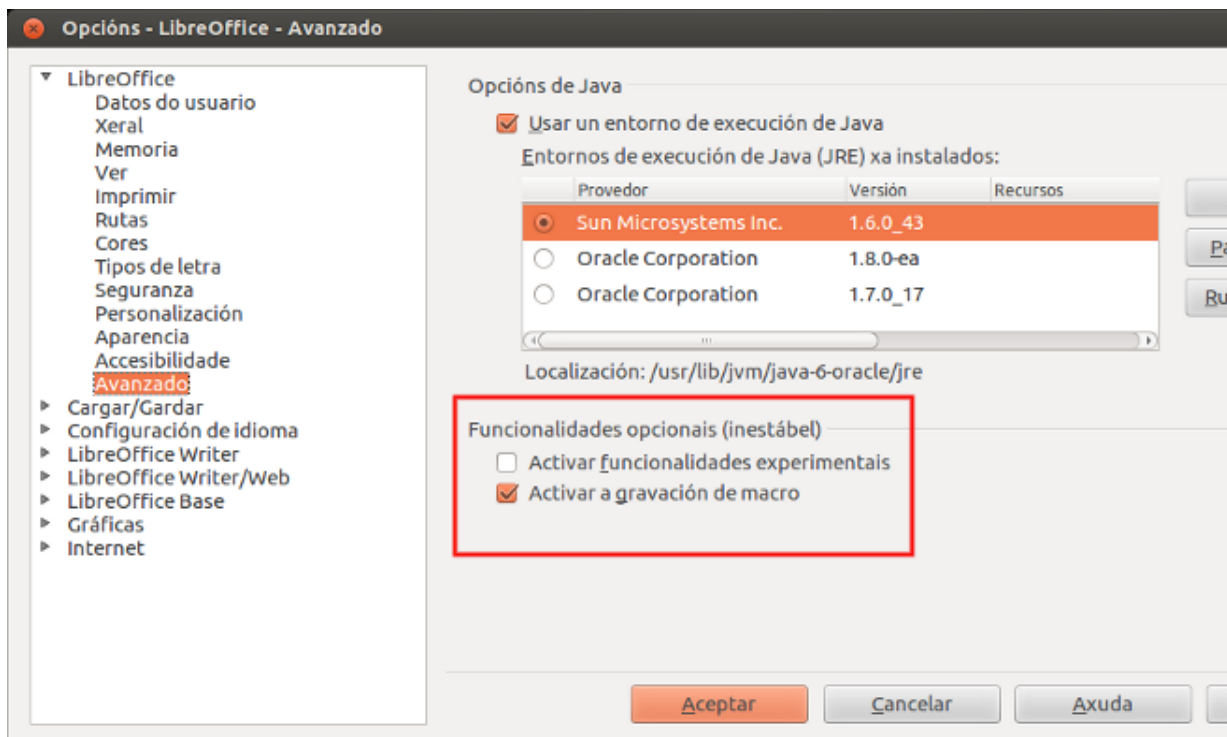 Opcións - LibreOffice - Avanzado
LibreOffice
Datos do usuario
Xeral
Memoria
Ver
Imprimir
Rutas
Cores
Tipos de letra
Seguranza
Personalización
Aparencia
Accesibilidade
Avanzado
Cargar/Gardar
Configuración de idioma
LibreOffice Writer
LibreOffice Writer/Web
LibreOffice Base
Gráficas
Internet
Opcións de Java
Usar un entorno de execución de Java
Entornos de execución de Java (JRE) xa instalados:
Provedor Versión Recursos
Sun Microsystems Inc. 1.6.0_43
Oracle Corporation 1.8.0-ea
Oracle Corporation 1.7.0_17
Localización: /usr/lib/jvm/java-6-oracle/jre
Funcionalidades opcionais (inestábel)
Activar funcionalidades experimentais
Activar a gravación de macro
Aceptar Cancelar Axuda